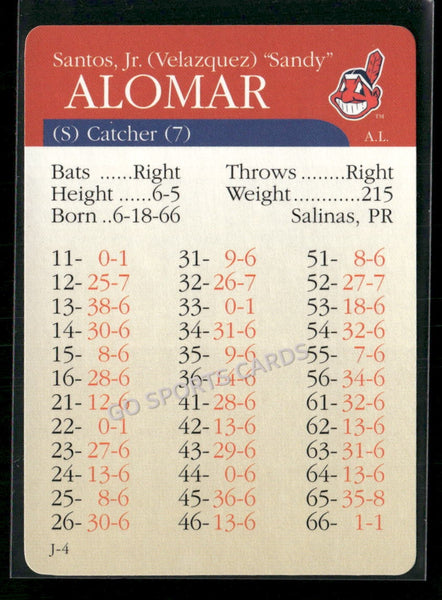 Santos, Jr. (Velazquez) "Sandy"
ALOMAR
TM
(S) Catcher (7) A.L.
Bats ......Right Throws ........Right
Height ......6-5 Weight............215
Born ..6-18-66 Salinas, PR
11- 0-1 31- 9-6 51- 8-6
12- 25-7 32- 26-7 52- 27-7
13- 38-6 33- 0-1 53- 18-6
14- 30-6 34- 31-6 54- 32-6
15- 8-6 35- 9-6 55- 7-6
16- 28-6 36- 14-6 56- 34-6
21- 12-6 41- 28-6 61- 32-6
22- 0-1 42- 13-6 62- 13-6
23- 27-6 43- 29-6 63- 31-6
24- 13-6 44- 0-6 64- 13-6
25- 8-6 45- 36-6 65- 35-8
26- 30-6 46- 13-6 66- 1-1
GO SPORTS CARDS
J-4